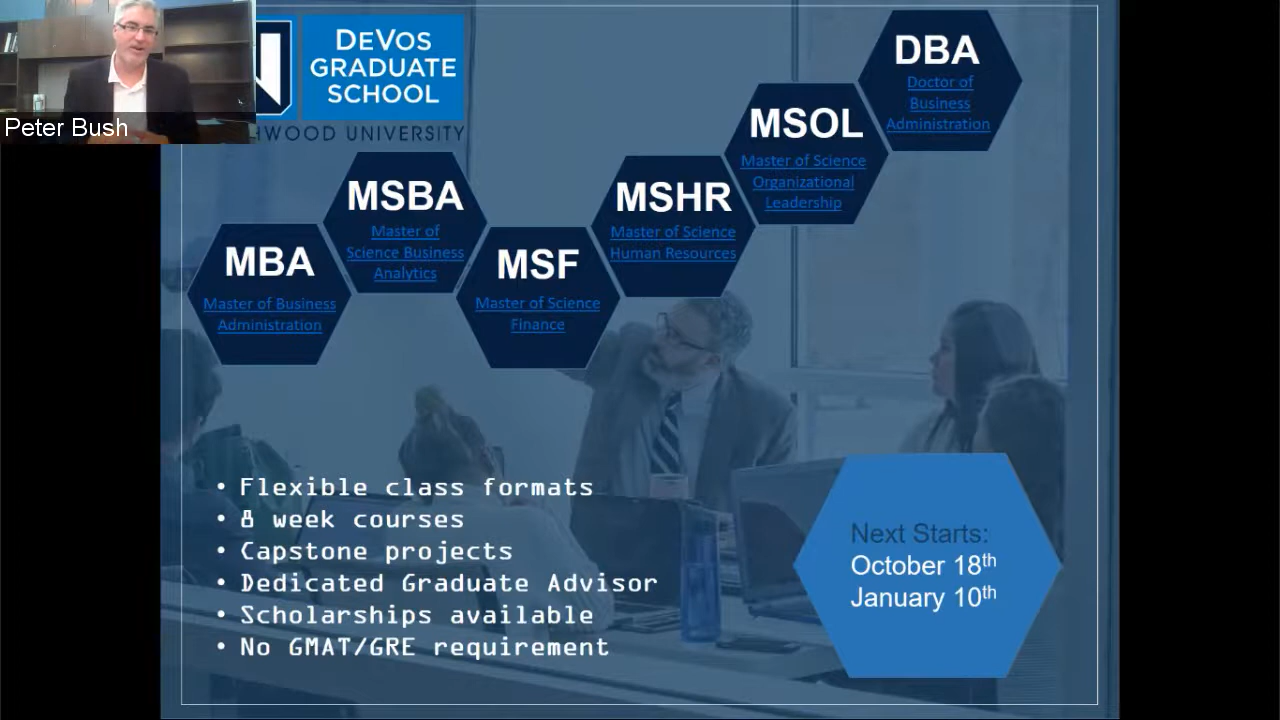 Peter Bush
DEVOS
GRADUATE
SCHOOL
HWOOD UNIVERSITY
DBA
Doctor of
Business
Administration
MSOL
Master of Science
Organizational
Leadership
MSHR
Master of Science
Human Resources
MSBA
Master of
Science Business
Analytics
MSF
Master of Science
Finance
MBA
Master of Business
Administration
• Flexible class formats
• 8 week courses
• Capstone projects
• Dedicated Graduate Advisor
• Scholarships available
• No GMAT/GRE requirement
Next Starts:
October 18th
January 10th